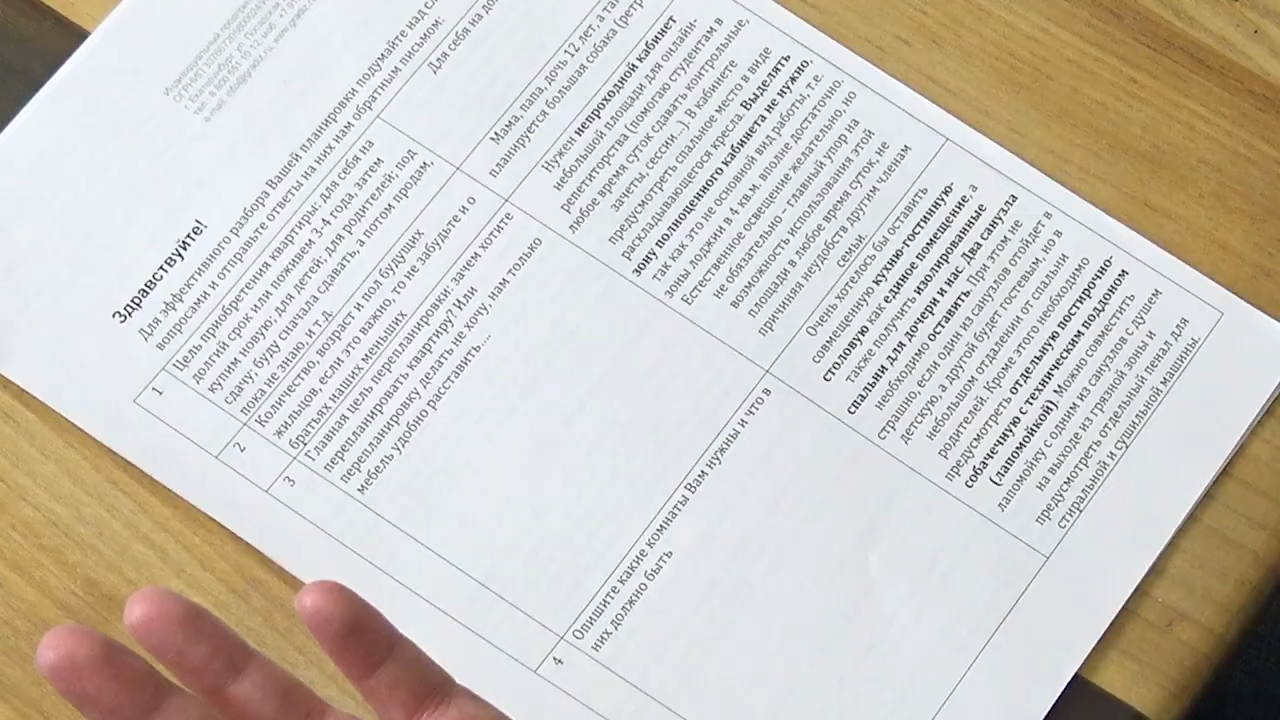 Индивидуальный предприн
Здравствуйте!
Для эффективного разбора Вашей планировки подумайте над сл
вопросами и отправьте ответы на них нам обратным письмом:
1
Цель приобретения квартиры: для себя на
долгий срок или поживем 3-4 года, затем
купим новую; для детей; для родителей; под
сдачу, буду сначала сдавать, а потом продам,
пока не знаю, и т.д.
Для себя на до
2
Количество, возраст и пол будущих
жильцов, если это важно, то не забудьте и о
братьях наших меньших
Мама, папа, дочь 12 лет, а та
планируется большая собака (ретр
3
Главная цель перепланировки: зачем хотите
перепланировать квартиру? Или
перепланировку делать не хочу, нам только
мебель удобно расставить….
Нужен непроходной кабинет
небольшой площади для онлайн-
репетиторства (помогаю студентам в
любое время суток сдавать контрольные,
зачеты, сессии…). В кабинете
предусмотреть спальное место в виде
раскладывающегося кресла. Выделять
зону полноценного кабинета не нужно,
так как это не основной вид работы, т.е.
зоны лоджии в 4 кв.м. вполне достаточно.
Естественное освещение желательно, но
не обязательно – главный упор на
возможность использования этой
площади в любое время суток, не
причиняя неудобств другим членам
семьи.
4
Опишите какие комнаты Вам нужны и что в
них должно быть
Очень хотелось бы оставить
совмещенную кухню-гостинную-
столовую как единое помещение, а
также получить изолированные
спальни для дочери и нас. Два санузла
необходимо оставить. При этом не
страшно, если один из санузлов отойдет в
детскую, а другой будет гостевым, но в
небольшом отдалении от спальни
родителей. Кроме этого необходимо
предусмотреть отдельную постирочно-
собачечную с техническим поддоном
(лапомойкой). Можно совместить
лапомойку с одним из санузлов с душем
на выходе из грязной зоны и
предусмотреть отдельный пенал для
стиральной и сушильной машины.